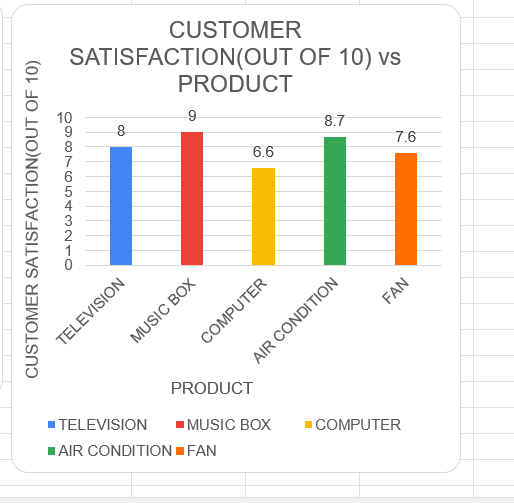 CUSTOMER
SATISFACTION(OUT OF 10) vs
PRODUCT
CUSTOMER SATISFACTION(OUT OF 10)
10
9
8
7
6
5
4
3
2
1
0
8
9
6.6
8.7
7.6
TELEVISION
MUSIC BOX
COMPUTER
AIR CONDITION
FAN
PRODUCT
TELEVISION MUSIC BOX COMPUTER
AIR CONDITION FAN